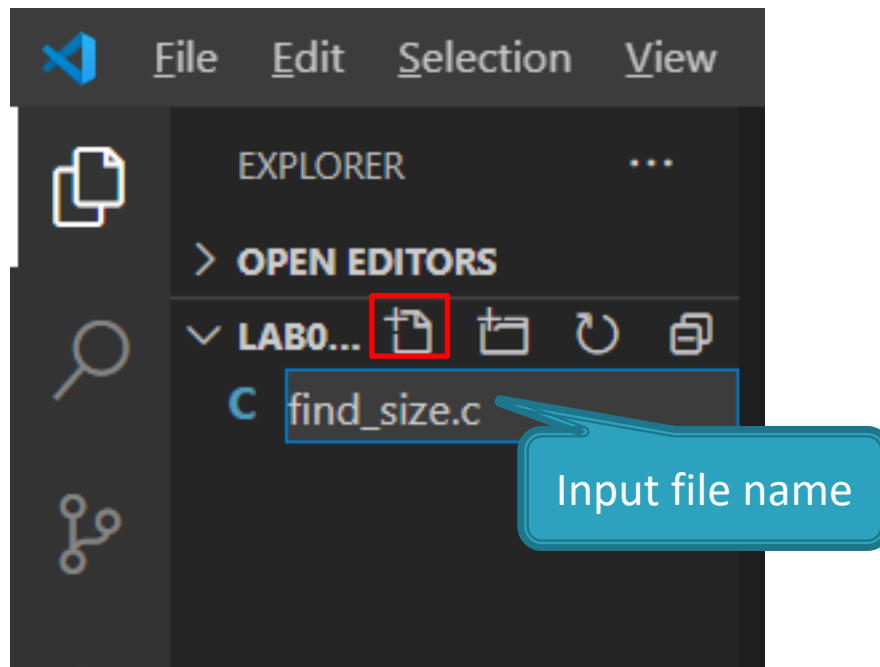 File Edit Selection View
EXPLORER ...
> OPEN EDITORS
LAB0...
C find_size.c
Input file name